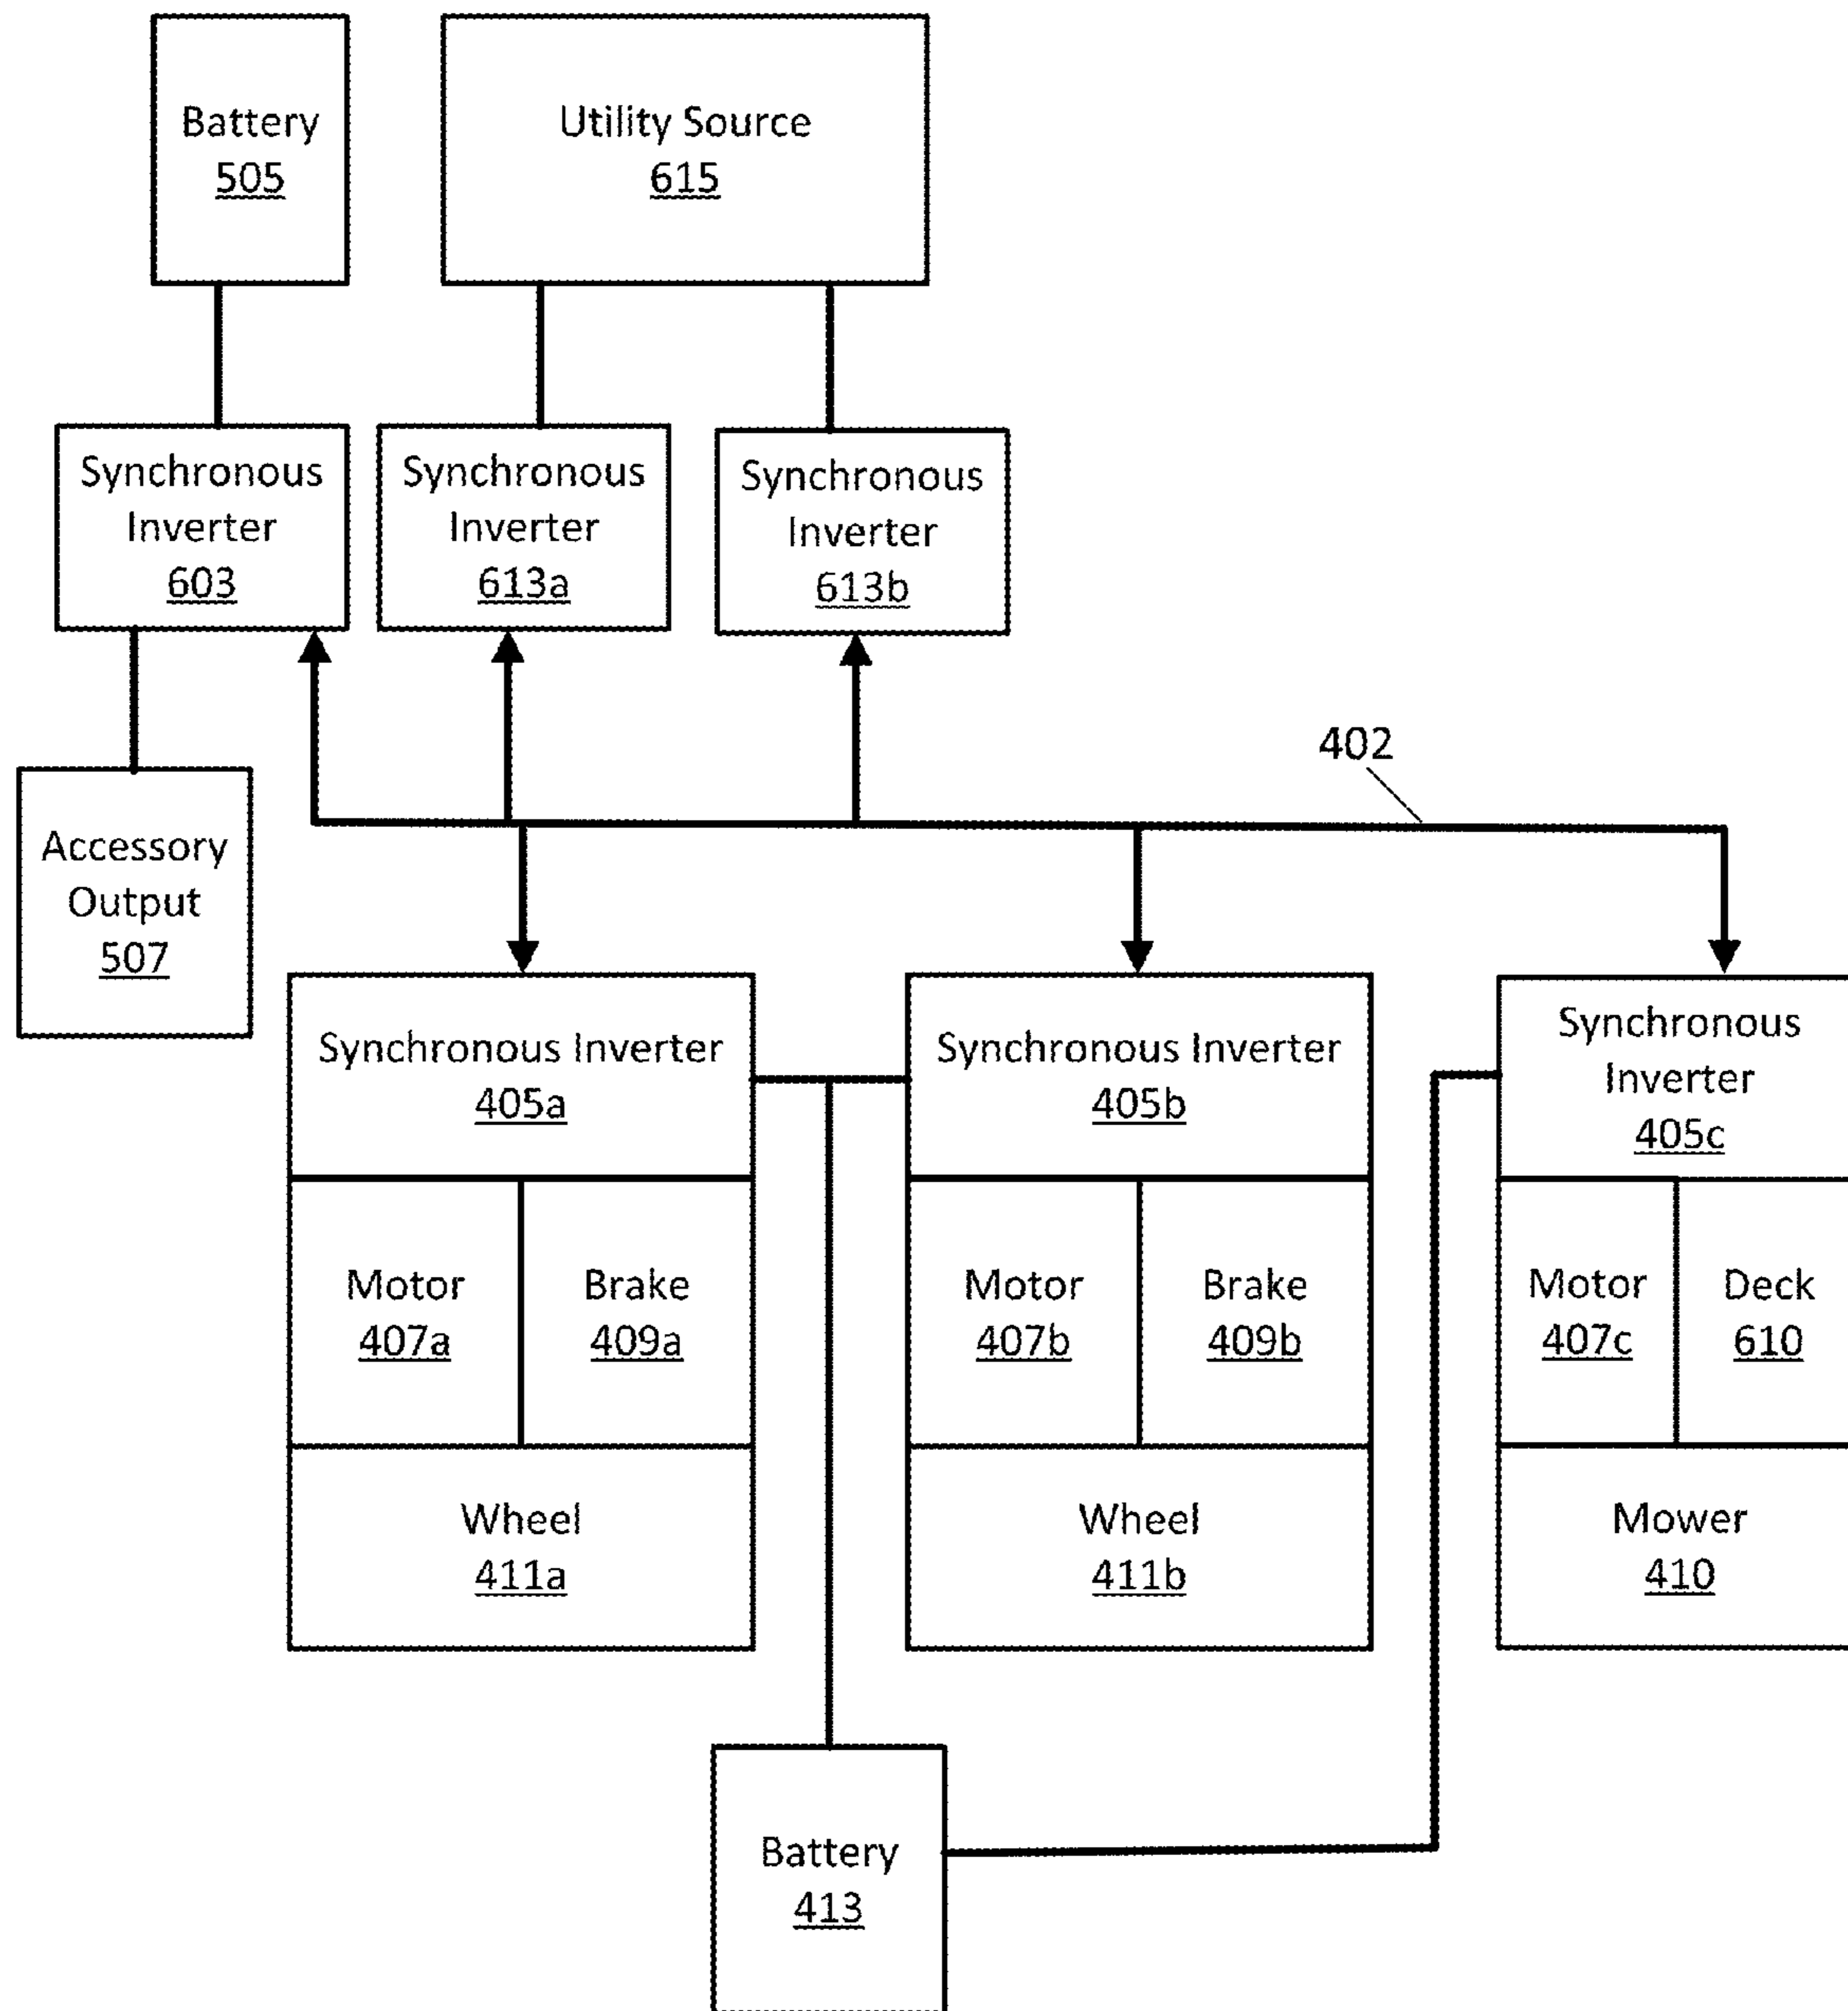 Battery
505
Utility Source
615
Synchronous
Inverter
603
Synchronous
Inverter
613a
Synchronous
Inverter
613b
402
Accessory
Output
507
Synchronous Inverter
405a
Synchronous Inverter
405b
Synchronous
Inverter
405c
Motor
407a
Brake
409a
Motor
407b
Brake
409b
Motor
407c
Deck
610
Wheel
411a
Wheel
411b
Mower
410
Battery
413